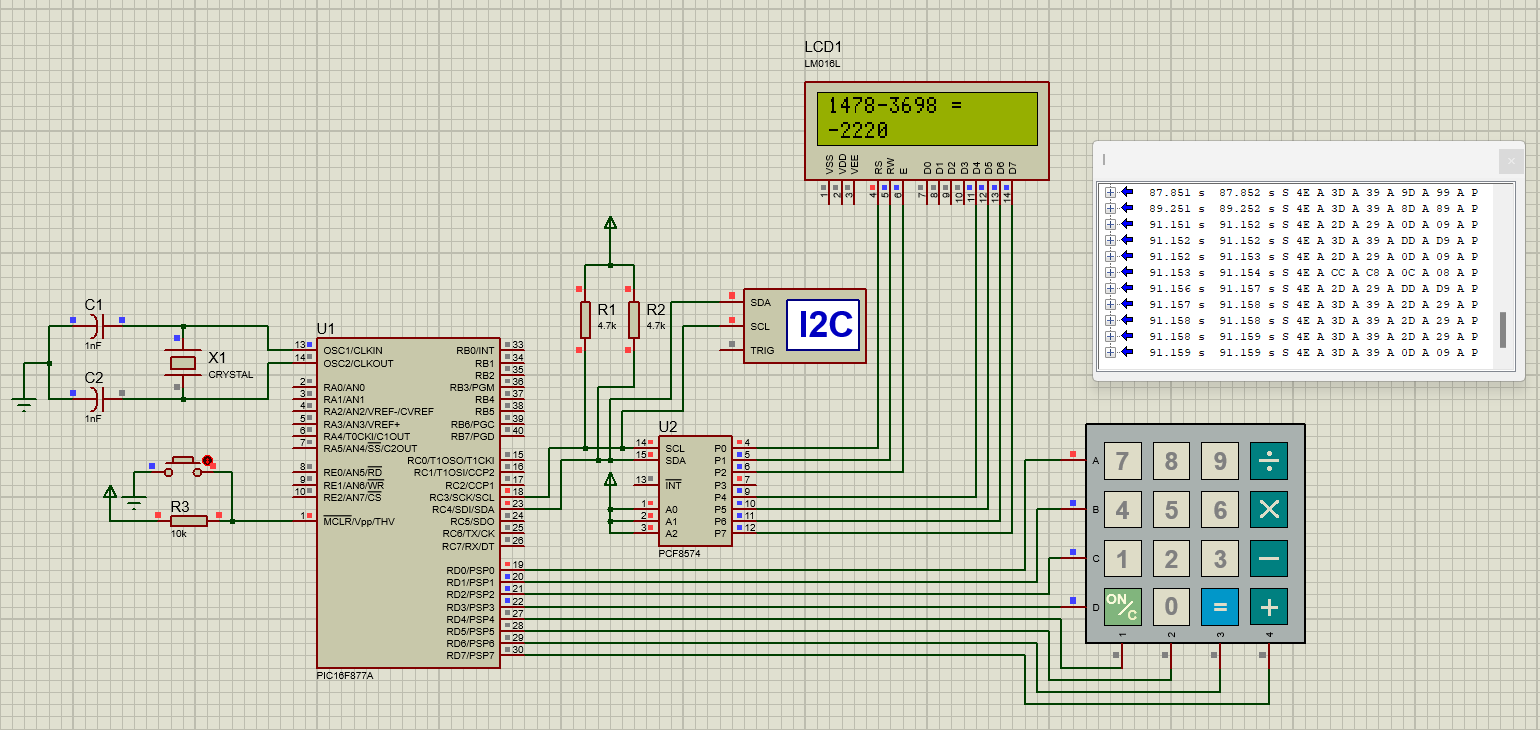 LCD1
LM016L
1478-3698 =
-2220
VSS
VDD
VEE
RS
RW
E
D0
D1
D2
D3
D4
D5
D6
D7
1
2
3
4
5
6
7
8
9
10
11
12
13
14
87.851 s 87.852 s S 4E A 3D A 39 A 9D A 99 A P
89.251 s 89.252 s S 4E A 3D A 39 A 8D A 89 A P
91.151 s 91.152 s S 4E A 2D A 29 A 0D A 09 A P
91.152 s 91.152 s S 4E A 3D A 39 A DD A D9 A P
91.152 s 91.153 s S 4E A 2D A 29 A 0D A 09 A P
91.153 s 91.154 s S 4E A CC A C8 A 0C A 08 A P
91.156 s 91.157 s S 4E A 2D A 29 A DD A D9 A P
91.157 s 91.158 s S 4E A 3D A 39 A 2D A 29 A P
91.158 s 91.158 s S 4E A 3D A 39 A 2D A 29 A P
91.158 s 91.159 s S 4E A 3D A 39 A 2D A 29 A P
91.159 s 91.159 s S 4E A 3D A 39 A 0D A 09 A P
C1
1nF
C2
1nF
X1
CRYSTAL
R3
10k
R1
4.7k
R2
4.7k
SDA
SCL
TRIG
I2C
U1
13 OSC1/CLKIN
14 OSC2/CLKOUT
2 RA0/AN0
3 RA1/AN1
4 RA2/AN2/VREF-/CVREF
5 RA3/AN3/VREF+
6 RA4/T0CKI/C1OUT
7 RA5/AN4/SS/C2OUT
8 RE0/AN5/RD
9 RE1/AN6/WR
10 RE2/AN7/CS
1 MCLR/Vpp/THV
RB0/INT 33
RB1 34
RB2 35
RB3/PGM 36
RB4 37
RB5 38
RB6/PGC 39
RB7/PGD 40
RC0/T1OSO/T1CKI 15
RC1/T1OSI/CCP2 16
RC2/CCP1 17
RC3/SCK/SCL 18
RC4/SDI/SDA 23
RC5/SDO 24
RC6/TX/CK 25
RC7/RX/DT 26
RD0/PSP0 19
RD1/PSP1 20
RD2/PSP2 21
RD3/PSP3 22
RD4/PSP4 27
RD5/PSP5 28
RD6/PSP6 29
RD7/PSP7 30
PIC16F877A
U2
14 SCL
15 SDA
13 INT
1 A0
2 A1
3 A2
P0 4
P1 5
P2 6
P3 7
P4 9
P5 10
P6 11
P7 12
PCF8574
A 7 8 9 ÷
B 4 5 6 ×
C 1 2 3 −
D ON/C 0 = +
1 2 3 4